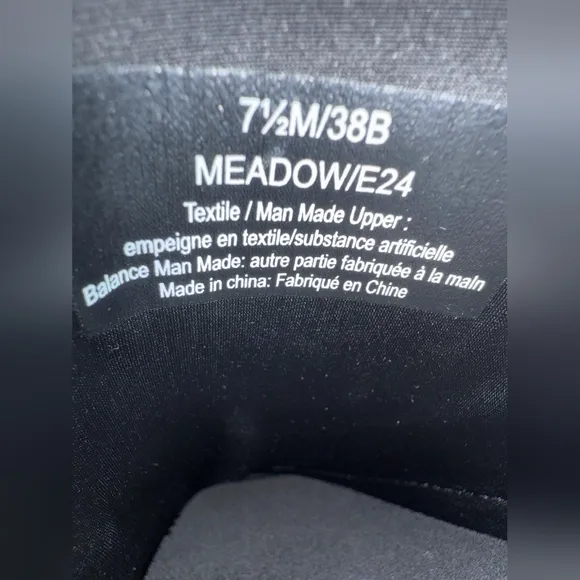 7½M/38B
MEADOW/E24
Textile / Man Made Upper :
empeigne en textile/substance artificielle
Balance Man Made: autre partie fabriquée à la maln
Made in china: Fabriqué en Chine